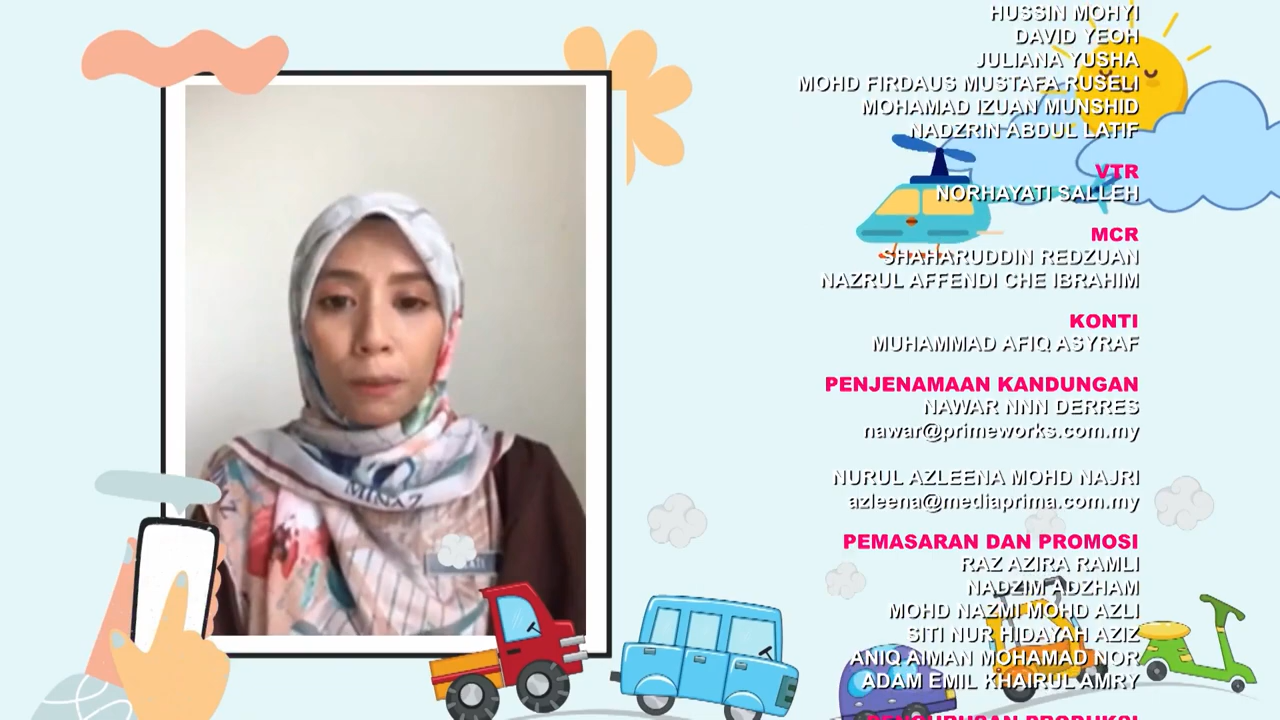 HUSSIN MOHYI
DAVID YEOH
JULIANA YUSHA
MOHD FIRDAUS MUSTAFA RUSELI
MOHAMAD IZUAN MUNSHID
NADZRIN ABDUL LATIF
VTR
NORHAYATI SALLEH
MCR
SHAHARUDDIN REDZUAN
NAZRUL AFFENDI CHE IBRAHIM
KONTI
MUHAMMAD AFIQ ASYRAF
PENJENAMAAN KANDUNGAN
NAWAR NNN DERRES
nawar@primeworks.com.my
NURUL AZLEENA MOHD NAJRI
azleena@mediaprima.com.my
PEMASARAN DAN PROMOSI
RAZ AZIRA RAMLI
NADZIM ADZHAM
MOHD NAZMI MOHD AZLI
SITI NUR HIDAYAH AZIZ
ANIQ AIMAN MOHAMAD NOR
ADAM EMIL KHAIRUL AMRY
PENGURUSAN PRODUKSI
MINAZ